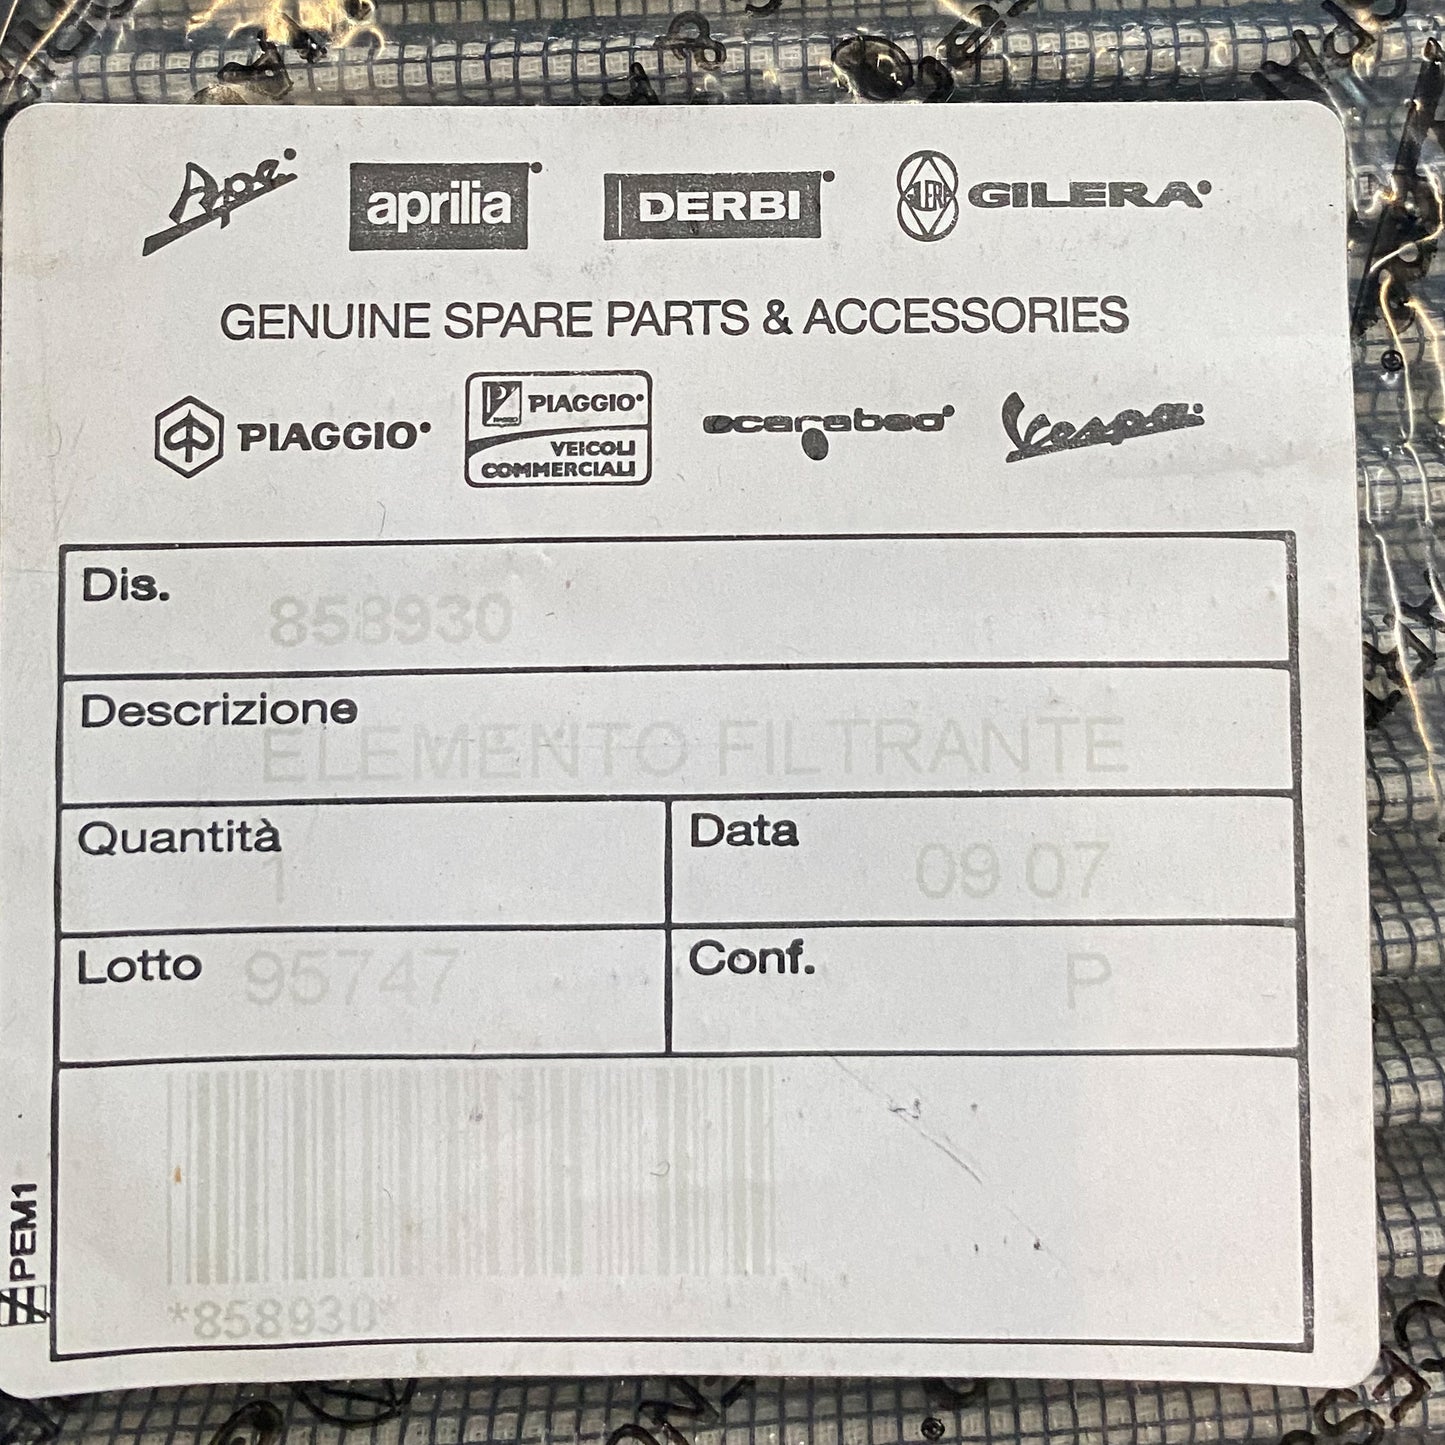 Ape
aprilia
DERBI
GILERA
GENUINE SPARE PARTS & ACCESSORIES
PIAGGIO
PIAGGIO
VEICOLI
COMMERCIALI
scarabeo
Vespa
Dis.
858930
Descrizione
ELEMENTO FILTRANTE
Quantità
1
Data
09 07
Lotto
95747
Conf.
P
*858930*
PEM1